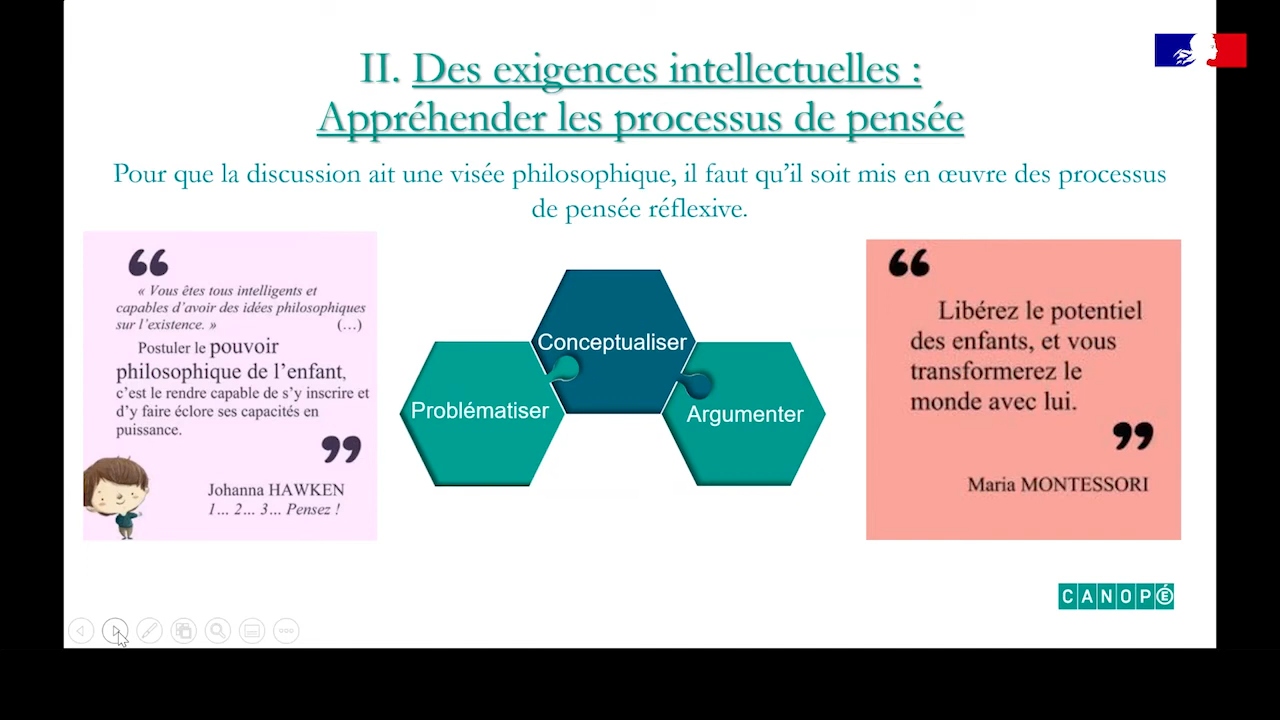 II. Des exigences intellectuelles :
Appréhender les processus de pensée
Pour que la discussion ait une visée philosophique, il faut qu’il soit mis en œuvre des processus
de pensée réflexive.
“
« Vous êtes tous intelligents et
capables d’avoir des idées philosophiques
sur l’existence. » (…)
Postuler le pouvoir
philosophique de l’enfant,
c’est le rendre capable de s’y inscrire et
d’y faire éclore ses capacités en
puissance.
”
Johanna HAWKEN
1… 2… 3… Pensez !
Conceptualiser
Problématiser
Argumenter
“
Libérez le potentiel
des enfants, et vous
transformerez le
monde avec lui.
”
Maria MONTESSORI
CANOPÉ